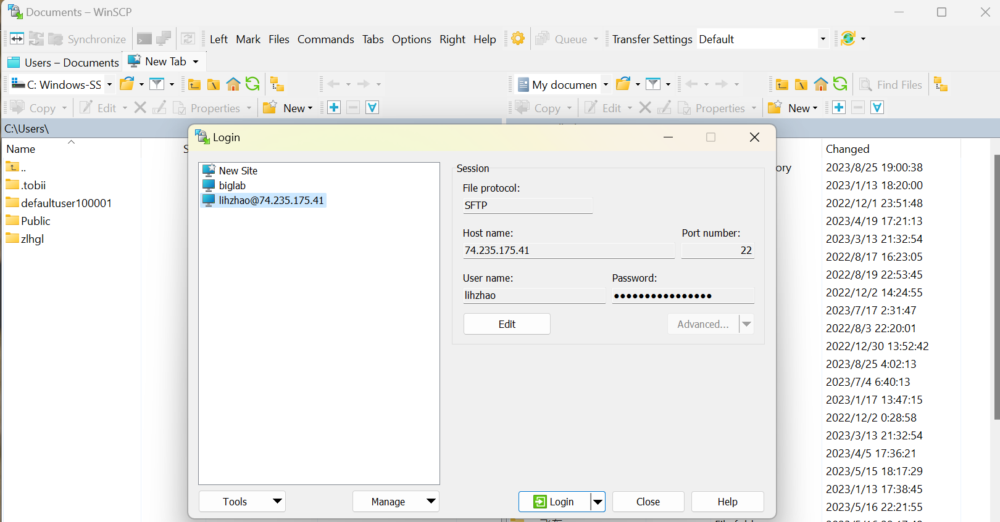 Documents – WinSCP
Synchronize Left Mark Files Commands Tabs Options Right Help Queue Transfer Settings Default
Users – Documents New Tab
C: Windows-SS My documen Find Files
Copy Edit Properties New Copy Edit Properties New
C:\Users\
Name
..
.tobii
defaultuser100001
Public
zlhgl
Login
New Site
biglab
lihzhao@74.235.175.41
Session
File protocol:
SFTP
Host name: Port number:
74.235.175.41 22
User name: Password:
lihzhao ●●●●●●●●●●●●●●●●
Edit Advanced...
Tools Manage Login Close Help
ory
Changed
2023/8/25 19:00:38
2023/1/13 18:20:00
2022/12/1 23:51:48
2023/4/19 17:21:13
2023/3/13 21:32:54
2022/8/17 16:23:05
2022/8/19 22:53:45
2022/12/2 14:24:55
2023/7/17 2:31:47
2022/8/3 22:20:01
2022/12/30 13:52:42
2023/8/25 4:02:13
2023/7/4 6:40:13
2023/1/17 13:47:15
2022/12/2 0:28:58
2023/3/13 21:32:54
2023/4/5 17:36:21
2023/5/15 18:17:29
2023/1/13 17:38:45
2023/5/16 22:21:55